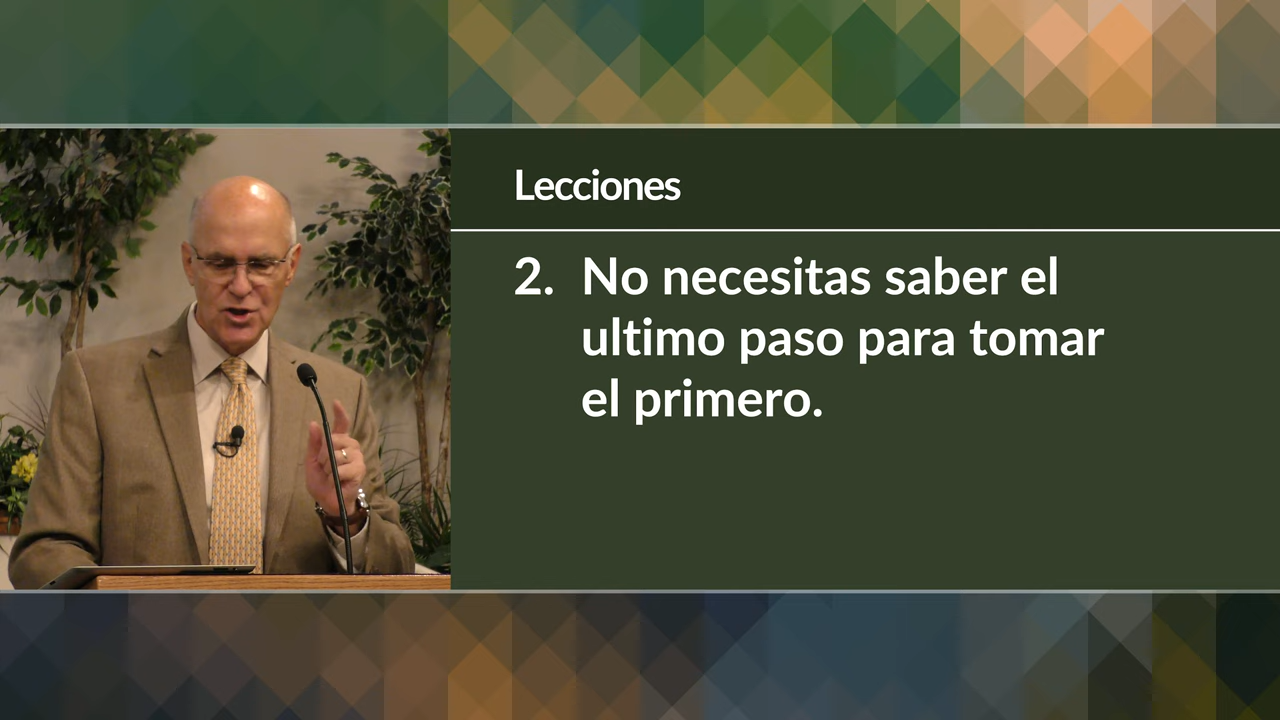 Lecciones
2. No necesitas saber el
ultimo paso para tomar
el primero.